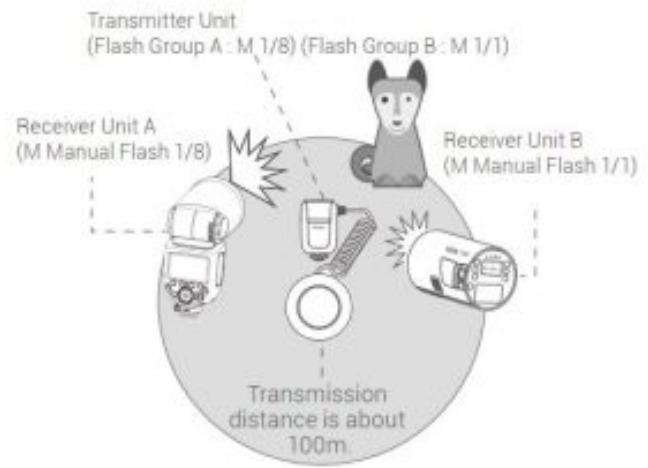 Transmitter Unit
(Flash Group A : M 1/8) (Flash Group B : M 1/1)
Receiver Unit A
(M Manual Flash 1/8)
Receiver Unit B
(M Manual Flash 1/1)
Transmission
distance is about
100m.